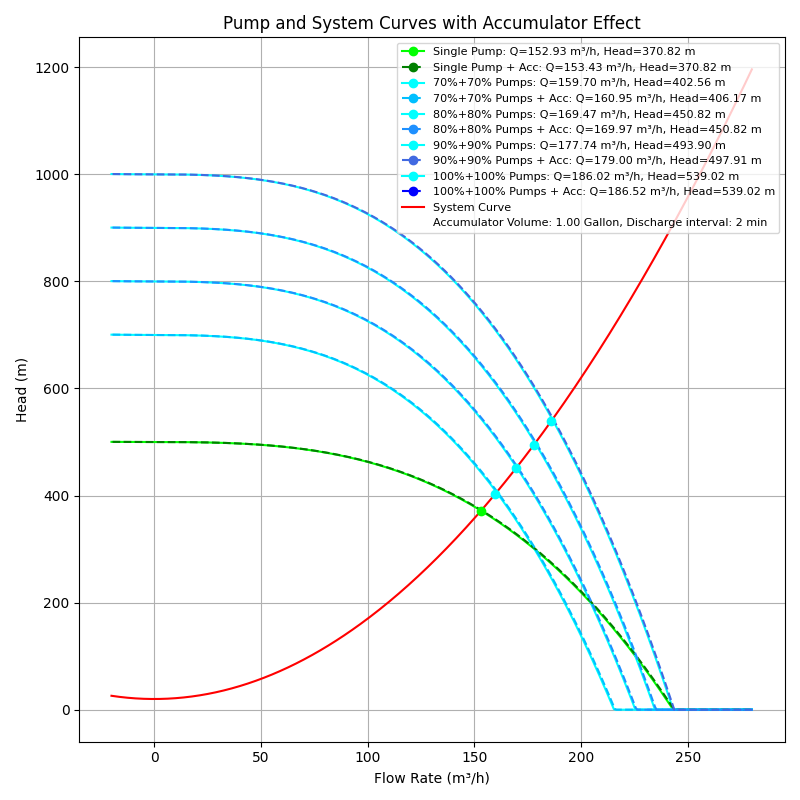 Pump and System Curves with Accumulator Effect
Single Pump: Q=152.93 m³/h, Head=370.82 m
Single Pump + Acc: Q=153.43 m³/h, Head=370.82 m
70%+70% Pumps: Q=159.70 m³/h, Head=402.56 m
70%+70% Pumps + Acc: Q=160.95 m³/h, Head=406.17 m
80%+80% Pumps: Q=169.47 m³/h, Head=450.82 m
80%+80% Pumps + Acc: Q=169.97 m³/h, Head=450.82 m
90%+90% Pumps: Q=177.74 m³/h, Head=493.90 m
90%+90% Pumps + Acc: Q=179.00 m³/h, Head=497.91 m
100%+100% Pumps: Q=186.02 m³/h, Head=539.02 m
100%+100% Pumps + Acc: Q=186.52 m³/h, Head=539.02 m
System Curve
Accumulator Volume: 1.00 Gallon, Discharge interval: 2 min
1200
1000
800
600
400
200
0
Head (m)
0 50 100 150 200 250
Flow Rate (m³/h)